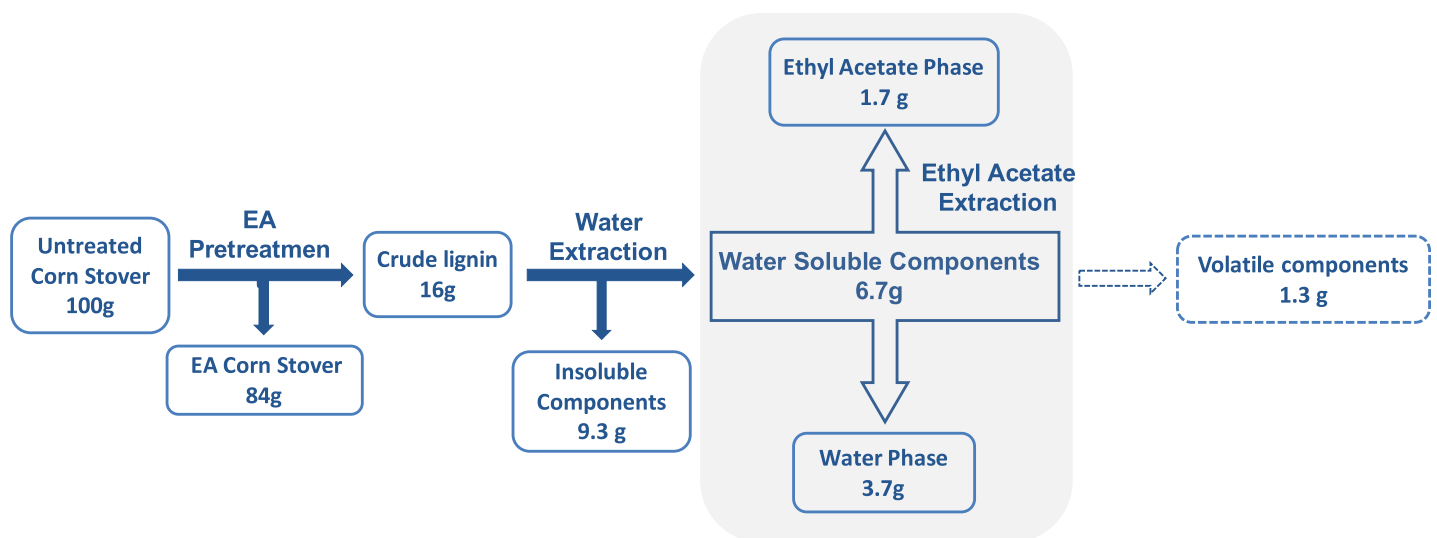 Untreated
Corn Stover
100g
EA
Pretreatmen
EA Corn Stover
84g
Crude lignin
16g
Water
Extraction
Insoluble
Components
9.3 g
Ethyl Acetate Phase
1.7 g
Ethyl Acetate
Extraction
Water Soluble Components
6.7g
Water Phase
3.7g
Volatile components
1.3 g